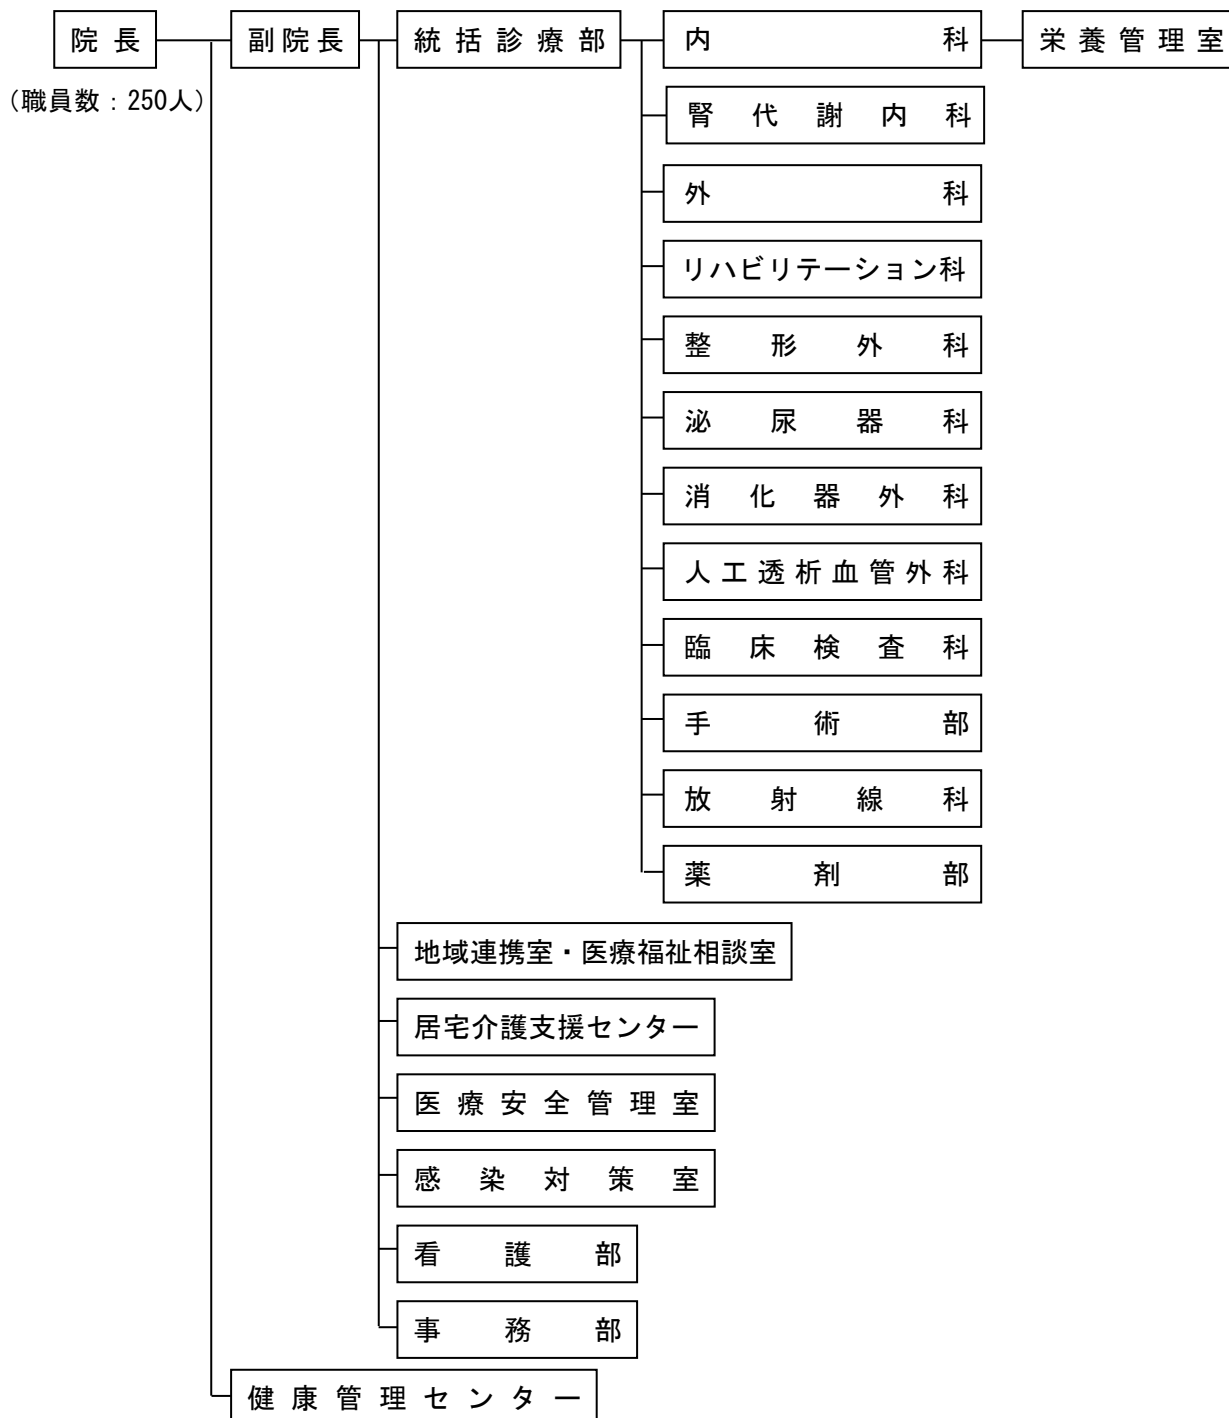 院長 副院長 統括診療部 内科 栄養管理室
（職員数：250人）
腎代謝内科
外科
リハビリテーション科
整形外科
泌尿器科
消化器外科
人工透析血管外科
臨床検査科
手術部
放射線科
薬剤部
地域連携室・医療福祉相談室
居宅介護支援センター
医療安全管理室
感染対策室
看護部
事務部
健康管理センター